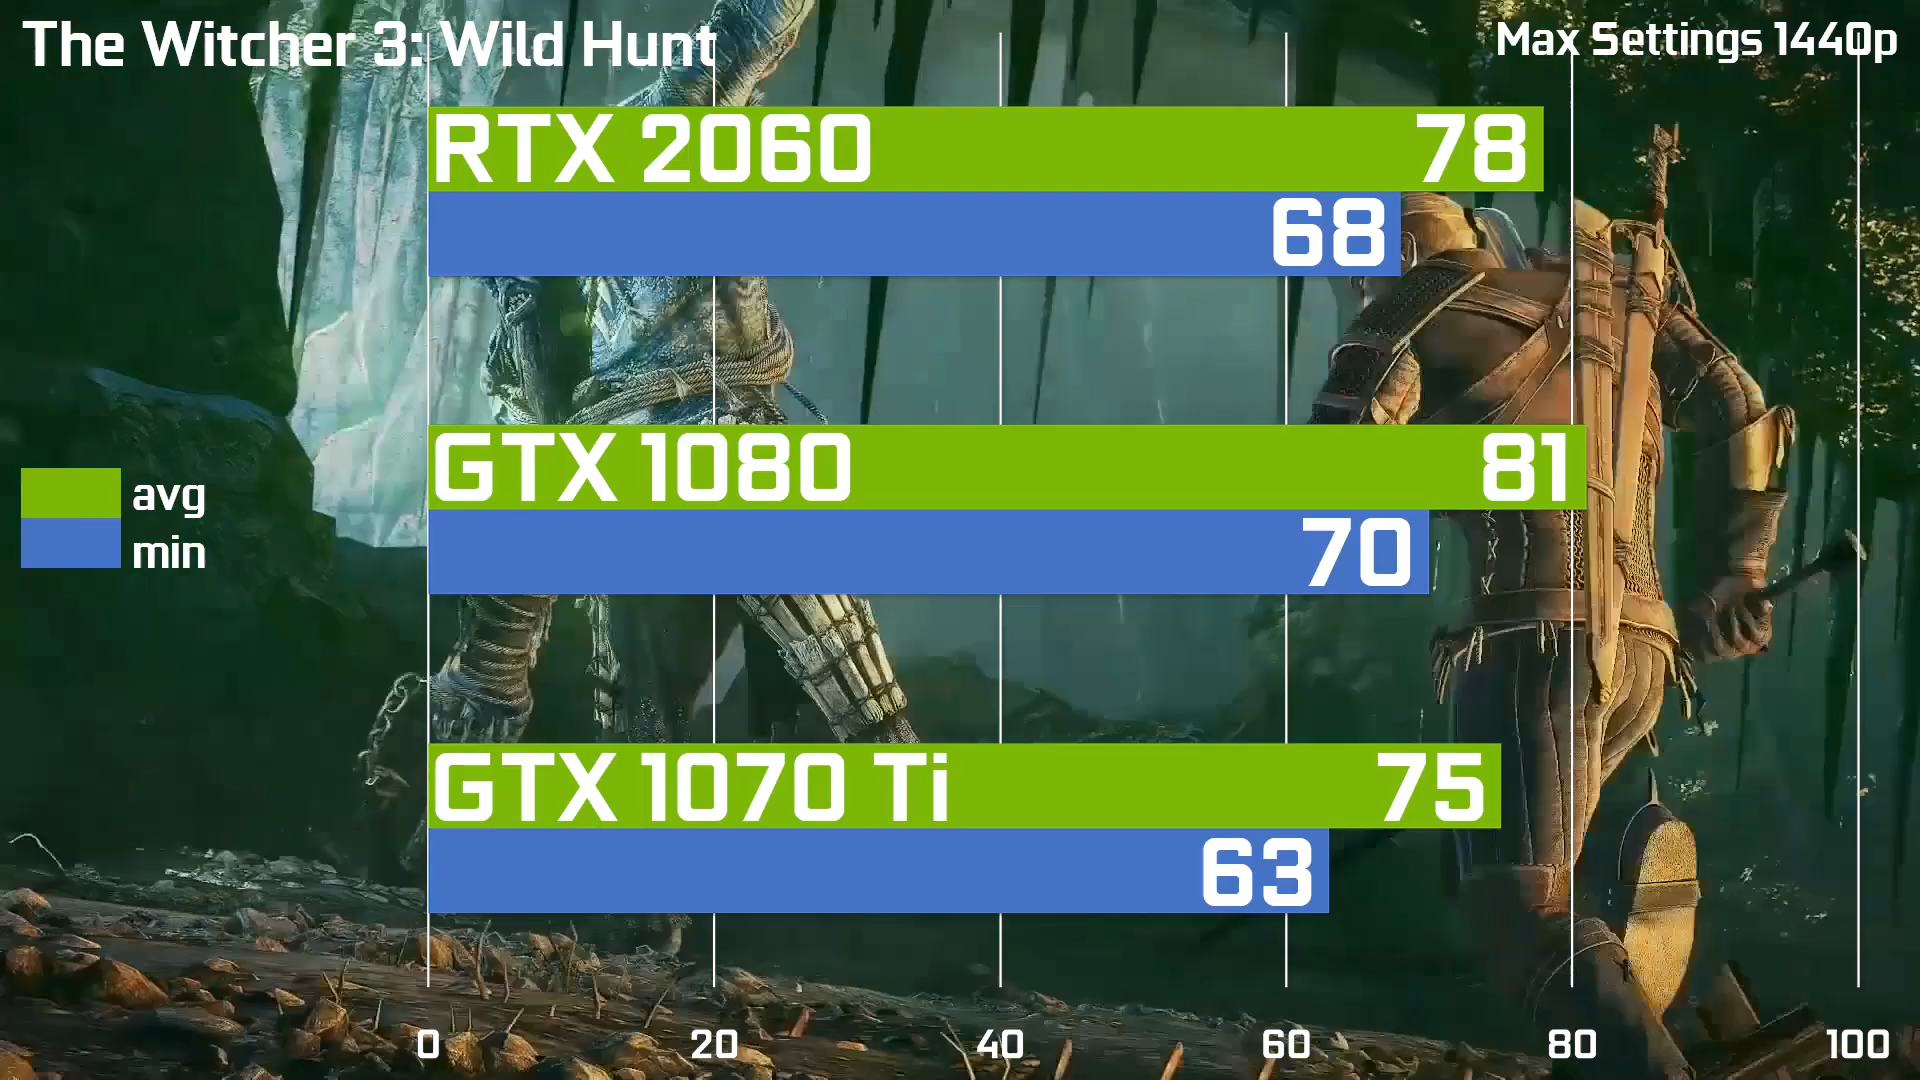 The Witcher 3: Wild Hunt
Max Settings 1440p
RTX 2060 78
68
GTX 1080 81
70
avg
min
GTX 1070 Ti 75
63
0 20 40 60 80 100